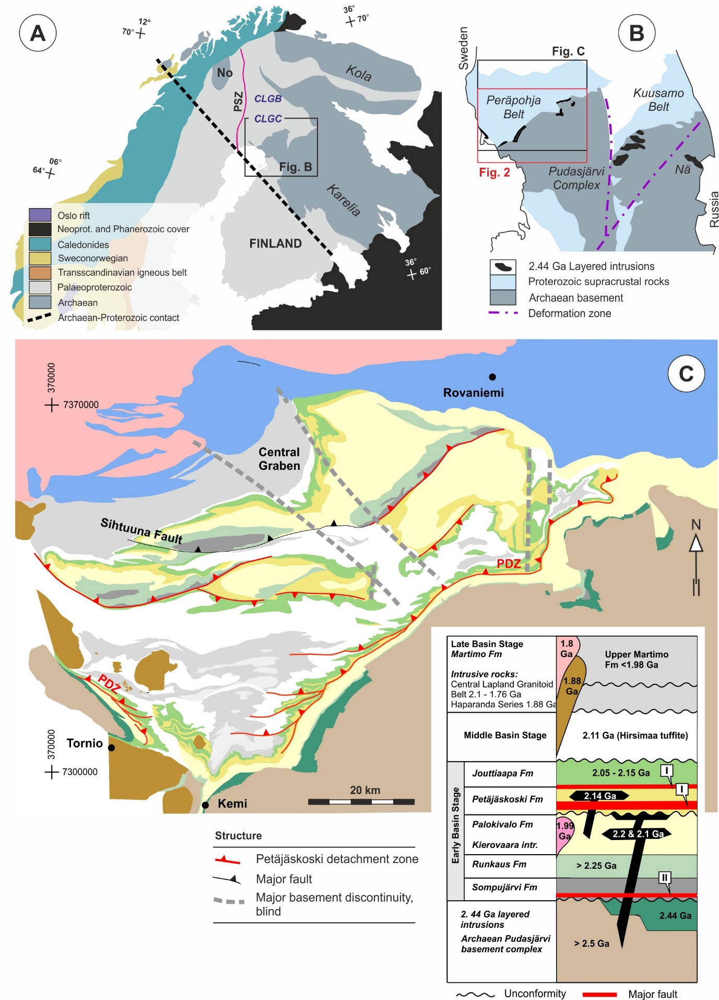 A
12°
70°
36°
70°
No
Kola
PSZ
CLGB
CLGC
Fig. B
06°
64°
Karelia
FINLAND
36°
60°
Oslo rift
Neoprot. and Phanerozoic cover
Caledonides
Sweconorwegian
Transscandinavian igneous belt
Palaeoproterozoic
Archaean
Archaean-Proterozoic contact
B
Sweden
Fig. C
Peräpohja
Belt
Kuusamo
Belt
Fig. 2
Pudasjärvi
Complex
Nä
Russia
2.44 Ga Layered intrusions
Proterozoic supracrustal rocks
Archaean basement
Deformation zone
C
370000
7370000
Rovaniemi
Central
Graben
Sihtuuna Fault
N
PDZ
PDZ
Tornio
370000
7300000
Kemi
20 km
Structure
Petäjäskoski detachment zone
Major fault
Major basement discontinuity,
blind
Late Basin Stage
Martimo Fm
Intrusive rocks:
Central Lapland Granitoid
Belt 2.1 - 1.76 Ga
Haparanda Series 1.88 Ga
1.8
Ga
1.88
Ga
Upper Martimo
Fm <1.98 Ga
Middle Basin Stage
2.11 Ga (Hirsimaa tuffite)
Early Basin Stage
Jouttiaapa Fm
2.05 - 2.15 Ga
I
Petäjäskoski Fm
2.14 Ga
I
Palokivalo Fm
Kierovaara intr.
1.99
Ga
2.2 & 2.1 Ga
Runkaus Fm
> 2.25 Ga
Sompujärvi Fm
II
2. 44 Ga layered
intrusions
2.44 Ga
Archaean Pudasjärvi
basement complex
> 2.5 Ga
Unconformity
Major fault